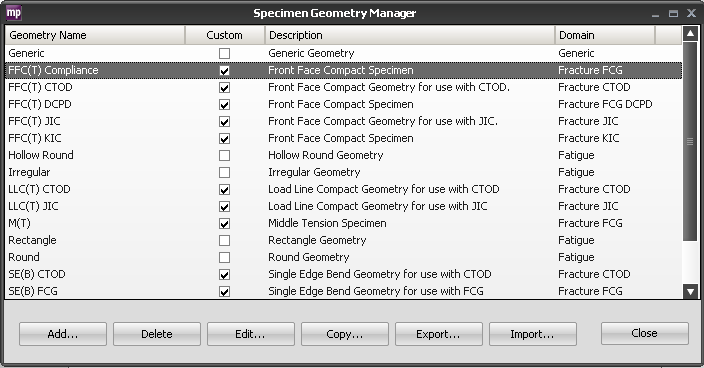 mp Specimen Geometry Manager
Geometry Name Custom Description Domain
Generic Generic Geometry Generic
FFC(T) Compliance Front Face Compact Specimen Fracture FCG
FFC(T) CTOD Front Face Compact Geometry for use with CTOD. Fracture CTOD
FFC(T) DCPD Front Face Compact Specimen Fracture FCG DCPD
FFC(T) JIC Front Face Compact Geometry for use with JIC. Fracture JIC
FFC(T) KIC Front Face Compact Specimen Fracture KIC
Hollow Round Hollow Round Geometry Fatigue
Irregular Irregular Geometry Fatigue
LLC(T) CTOD Load Line Compact Geometry for use with CTOD Fracture CTOD
LLC(T) JIC Load Line Compact Geometry for use with JIC Fracture JIC
M(T) Middle Tension Specimen Fracture FCG
Rectangle Rectangle Geometry Fatigue
Round Round Geometry Fatigue
SE(B) CTOD Single Edge Bend Geometry for use with CTOD Fracture CTOD
SE(B) FCG Single Edge Bend Geometry for use with FCG Fracture FCG
Add... Delete Edit... Copy... Export... Import... Close